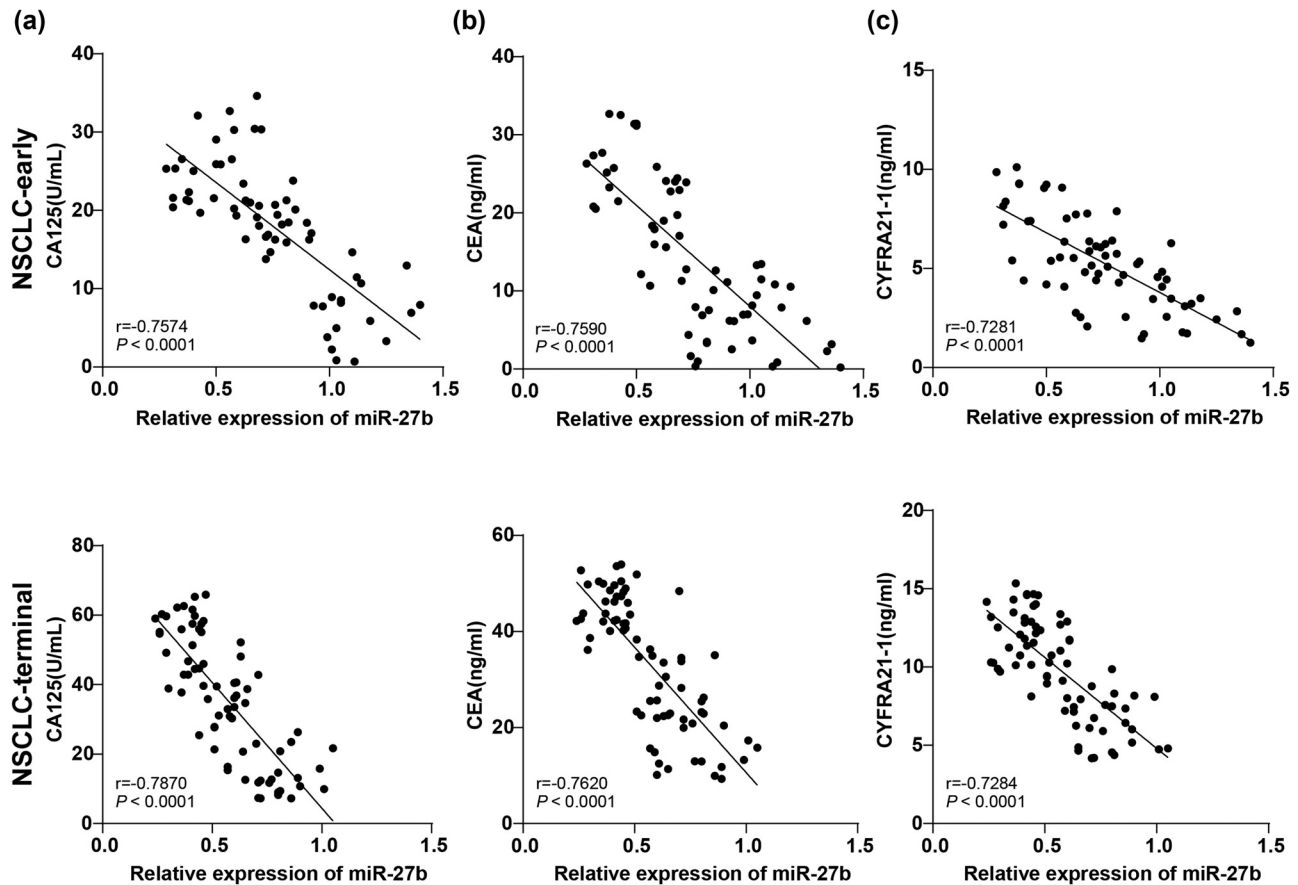 (a)
(b)
(c)
NSCLC-early
CA125(U/mL)
40
30
20
10
0
r=-0.7574
P < 0.0001
0.0 0.5 1.0 1.5
Relative expression of miR-27b
CEA(ng/ml)
40
30
20
10
0
r=-0.7590
P < 0.0001
0.0 0.5 1.0 1.5
Relative expression of miR-27b
CYFRA21-1(ng/ml)
15
10
5
0
r=-0.7281
P < 0.0001
0.0 0.5 1.0 1.5
Relative expression of miR-27b
NSCLC-terminal
CA125(U/mL)
80
60
40
20
0
r=-0.7870
P < 0.0001
0.0 0.5 1.0 1.5
Relative expression of miR-27b
CEA(ng/ml)
60
40
20
0
r=-0.7620
P < 0.0001
0.0 0.5 1.0 1.5
Relative expression of miR-27b
CYFRA21-1(ng/ml)
20
15
10
5
0
r=-0.7284
P < 0.0001
0.0 0.5 1.0 1.5
Relative expression of miR-27b